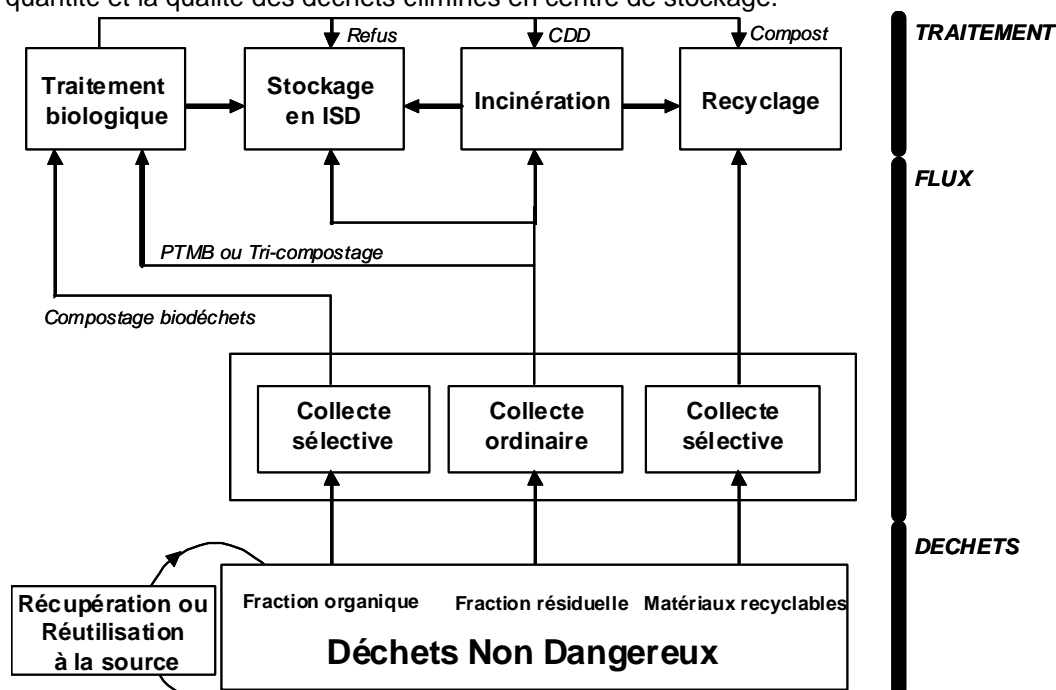 quantité et la qualité des déchets éliminés en centre de stockage.
TRAITEMENT
Refus
CDD
Compost
Traitement
biologique
Stockage
en ISD
Incinération
Recyclage
FLUX
PTMB ou Tri-compostage
Compostage biodéchets
Collecte
sélective
Collecte
ordinaire
Collecte
sélective
DECHETS
Récupération ou
Réutilisation
à la source
Fraction organique
Fraction résiduelle
Matériaux recyclables
Déchets Non Dangereux